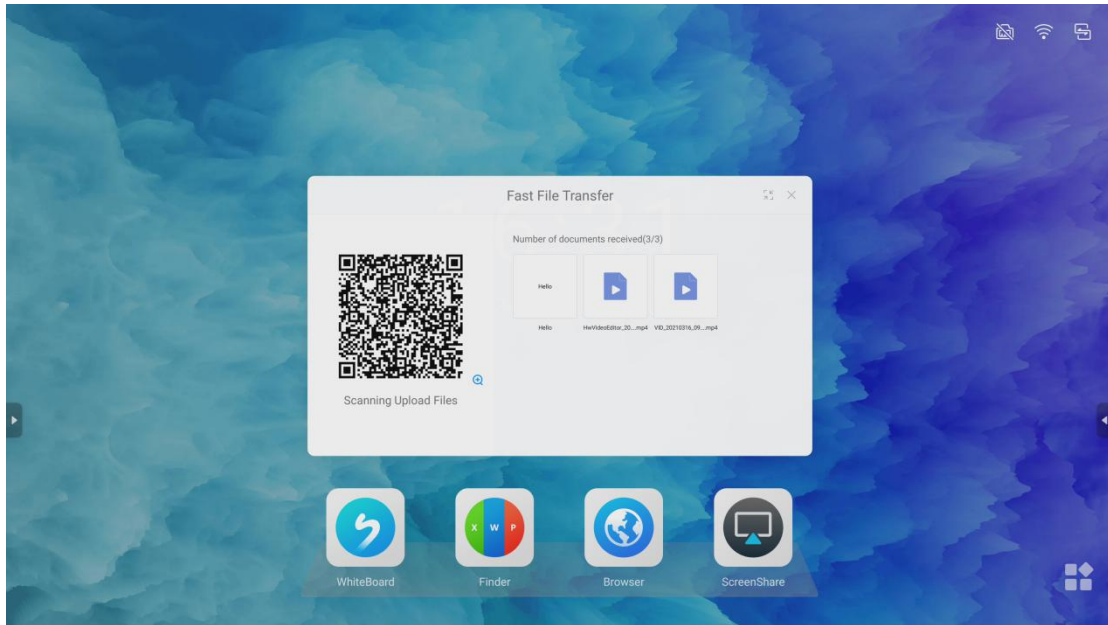 Fast File Transfer
Number of documents received(3/3)
Hello
Hello
HwVideoEditor_20...mp4
VID_20210316_09...mp4
Scanning Upload Files
X W P
WhiteBoard
Finder
Browser
ScreenShare